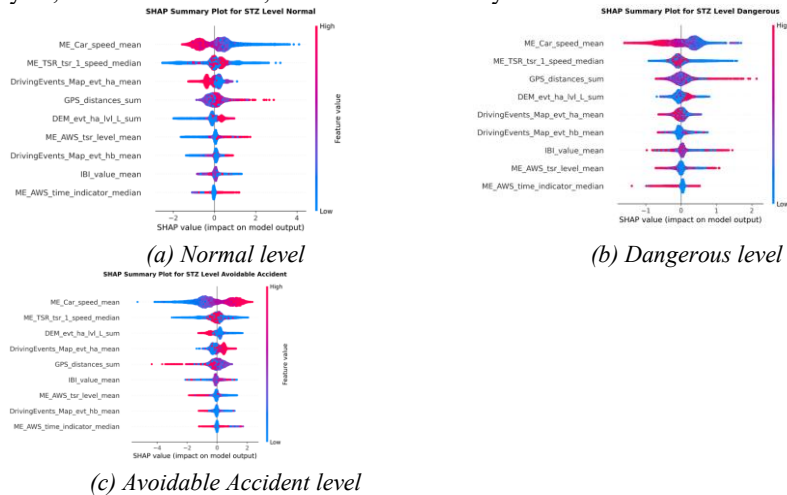 SHAP Summary Plot for STZ Level Normal
High
ME_Car_speed_mean
ME_TSR_tsr_1_speed_median
DrivingEvents_Map_evt_ha_mean
GPS_distances_sum
DEM_evt_ha_lvl_L_sum
ME_AWS_tsr_level_mean
DrivingEvents_Map_evt_hb_mean
IBI_value_mean
ME_AWS_time_indicator_median
Feature value
Low
−2 0 2 4
SHAP value (impact on model output)
(a) Normal level
SHAP Summary Plot for STZ Level Dangerous
High
ME_Car_speed_mean
ME_TSR_tsr_1_speed_median
GPS_distances_sum
DEM_evt_ha_lvl_L_sum
DrivingEvents_Map_evt_ha_mean
DrivingEvents_Map_evt_hb_mean
IBI_value_mean
ME_AWS_tsr_level_mean
ME_AWS_time_indicator_median
Low
−1 0 1 2
SHAP value (impact on model output)
(b) Dangerous level
SHAP Summary Plot for STZ Level Avoidable Accident
High
ME_Car_speed_mean
ME_TSR_tsr_1_speed_median
DEM_evt_ha_lvl_L_sum
DrivingEvents_Map_evt_ha_mean
GPS_distances_sum
IBI_value_mean
ME_AWS_tsr_level_mean
DrivingEvents_Map_evt_hb_mean
ME_AWS_time_indicator_median
Feature value
Low
−4 −2 0 2
SHAP value (impact on model output)
(c) Avoidable Accident level